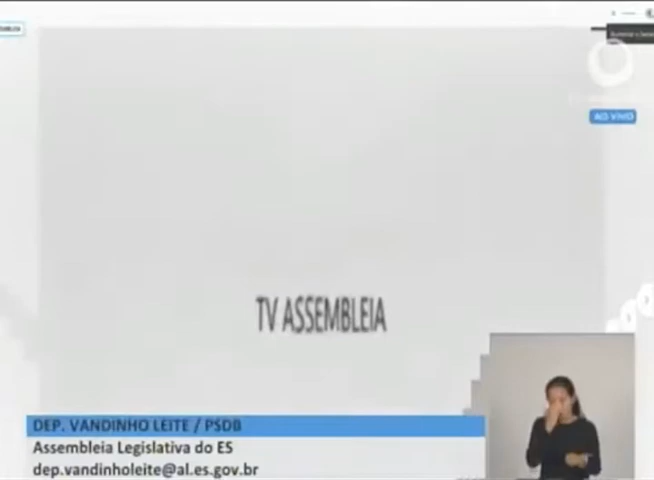 AO VIVO
TV ASSEMBLEIA
DEP. VANDINHO LEITE / PSDB
Assembleia Legislativa do ES
dep.vandinholeite@al.es.gov.br